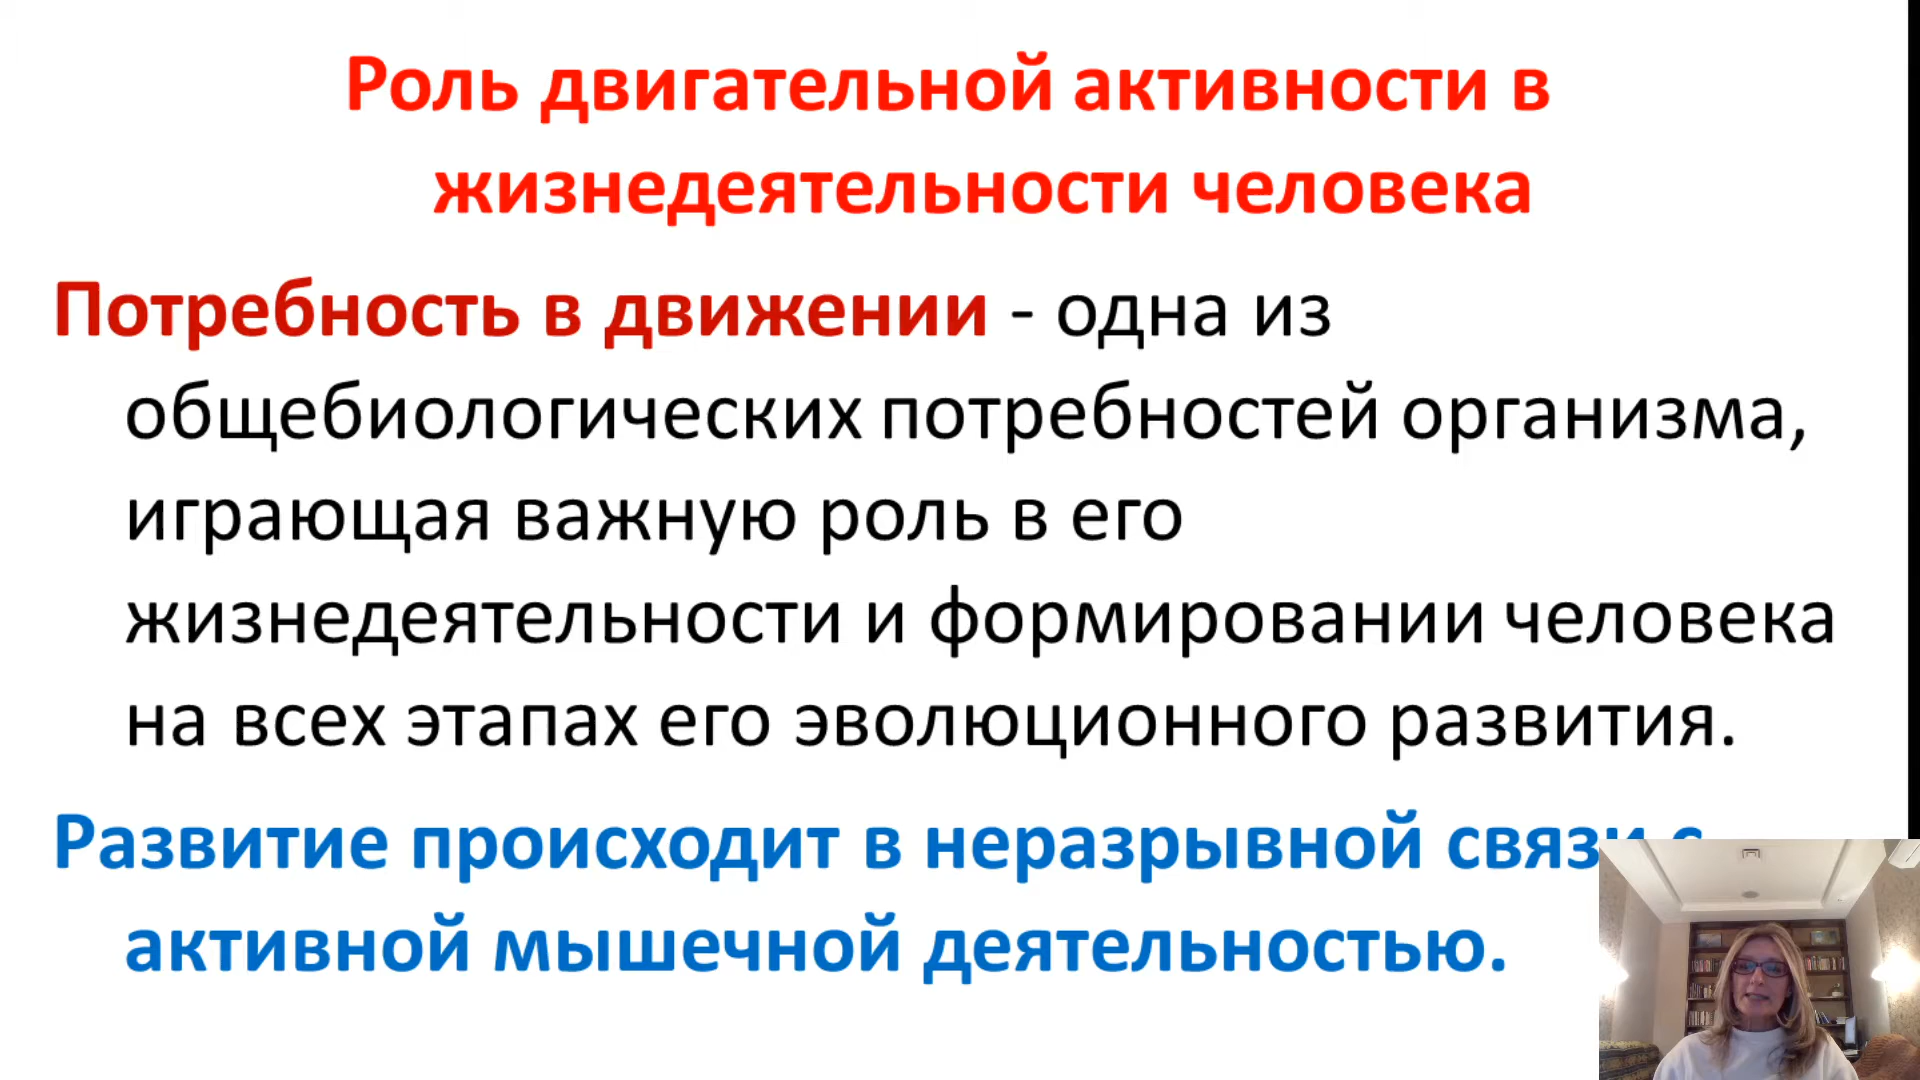 Роль двигательной активности в
жизнедеятельности человека
Потребность в движении - одна из
общебиологических потребностей организма,
играющая важную роль в его
жизнедеятельности и формировании человека
на всех этапах его эволюционного развития.
Развитие происходит в неразрывной связи с
активной мышечной деятельностью.